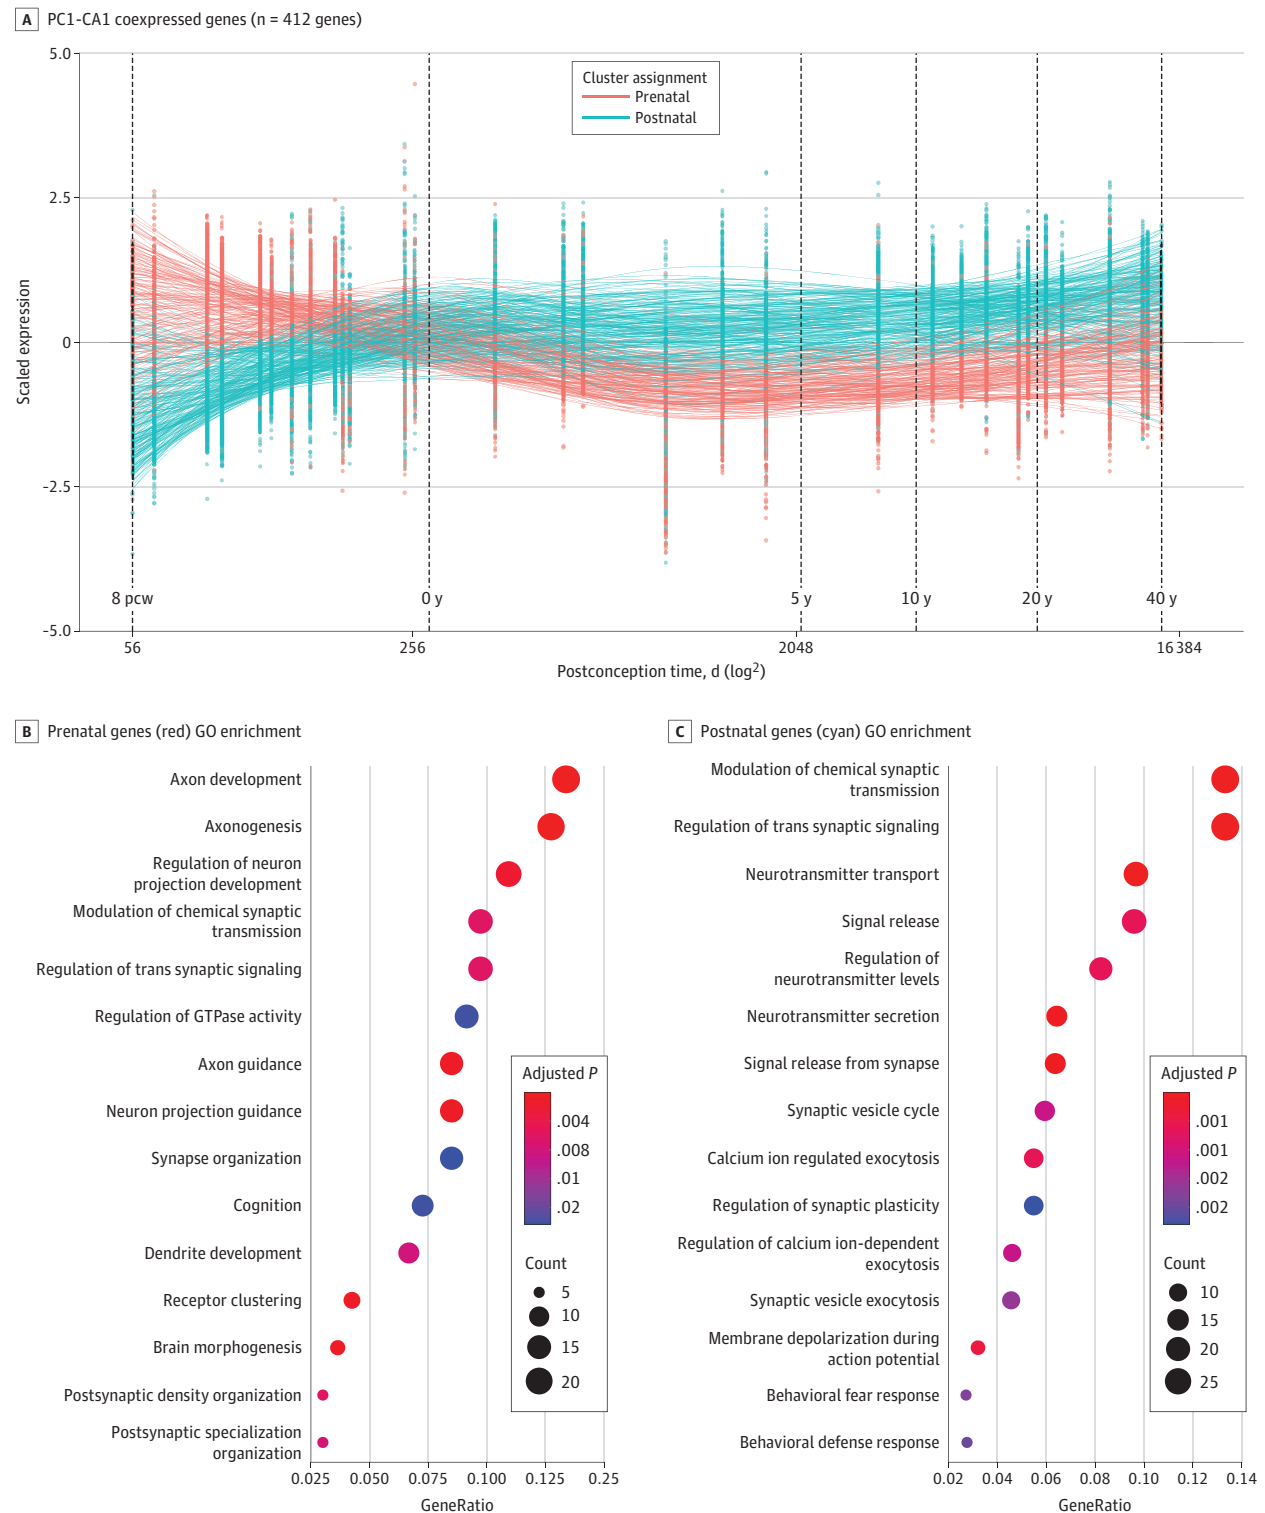 A PC1-CA1 coexpressed genes (n = 412 genes)
5.0
2.5
0
-2.5
-5.0
Scaled expression
Cluster assignment
Prenatal
Postnatal
8 pcw
0 y
5 y
10 y
20 y
40 y
56
256
2048
16 384
Postconception time, d (log2)
B Prenatal genes (red) GO enrichment
Axon development
Axonogenesis
Regulation of neuron
projection development
Modulation of chemical synaptic
transmission
Regulation of trans synaptic signaling
Regulation of GTPase activity
Axon guidance
Neuron projection guidance
Synapse organization
Cognition
Dendrite development
Receptor clustering
Brain morphogenesis
Postsynaptic density organization
Postsynaptic specialization
organization
0.025
0.050
0.075
0.100
0.125
0.25
GeneRatio
Adjusted P
.004
.008
.01
.02
Count
5
10
15
20
C Postnatal genes (cyan) GO enrichment
Modulation of chemical synaptic
transmission
Regulation of trans synaptic signaling
Neurotransmitter transport
Signal release
Regulation of
neurotransmitter levels
Neurotransmitter secretion
Signal release from synapse
Synaptic vesicle cycle
Calcium ion regulated exocytosis
Regulation of synaptic plasticity
Regulation of calcium ion-dependent
exocytosis
Synaptic vesicle exocytosis
Membrane depolarization during
action potential
Behavioral fear response
Behavioral defense response
0.02
0.04
0.06
0.08
0.10
0.12
0.14
GeneRatio
Adjusted P
.001
.001
.002
.002
Count
10
15
20
25